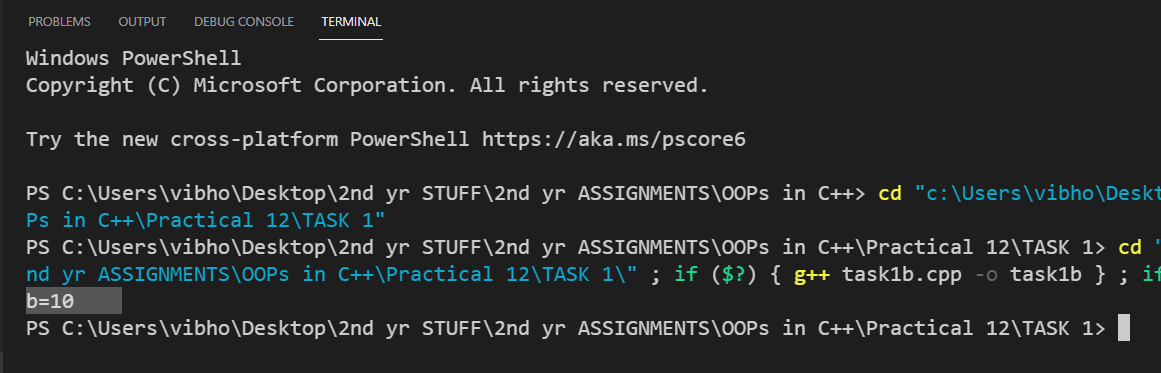 PROBLEMS OUTPUT DEBUG CONSOLE TERMINAL
Windows PowerShell
Copyright (C) Microsoft Corporation. All rights reserved.
Try the new cross-platform PowerShell https://aka.ms/pscore6
PS C:\Users\vibho\Desktop\2nd yr STUFF\2nd yr ASSIGNMENTS\OOPs in C++> cd "c:\Users\vibho\Deskt
Ps in C++\Practical 12\TASK 1"
PS C:\Users\vibho\Desktop\2nd yr STUFF\2nd yr ASSIGNMENTS\OOPs in C++\Practical 12\TASK 1> cd "
nd yr ASSIGNMENTS\OOPs in C++\Practical 12\TASK 1\" ; if ($?) { g++ task1b.cpp -o task1b } ; if
b=10
PS C:\Users\vibho\Desktop\2nd yr STUFF\2nd yr ASSIGNMENTS\OOPs in C++\Practical 12\TASK 1>